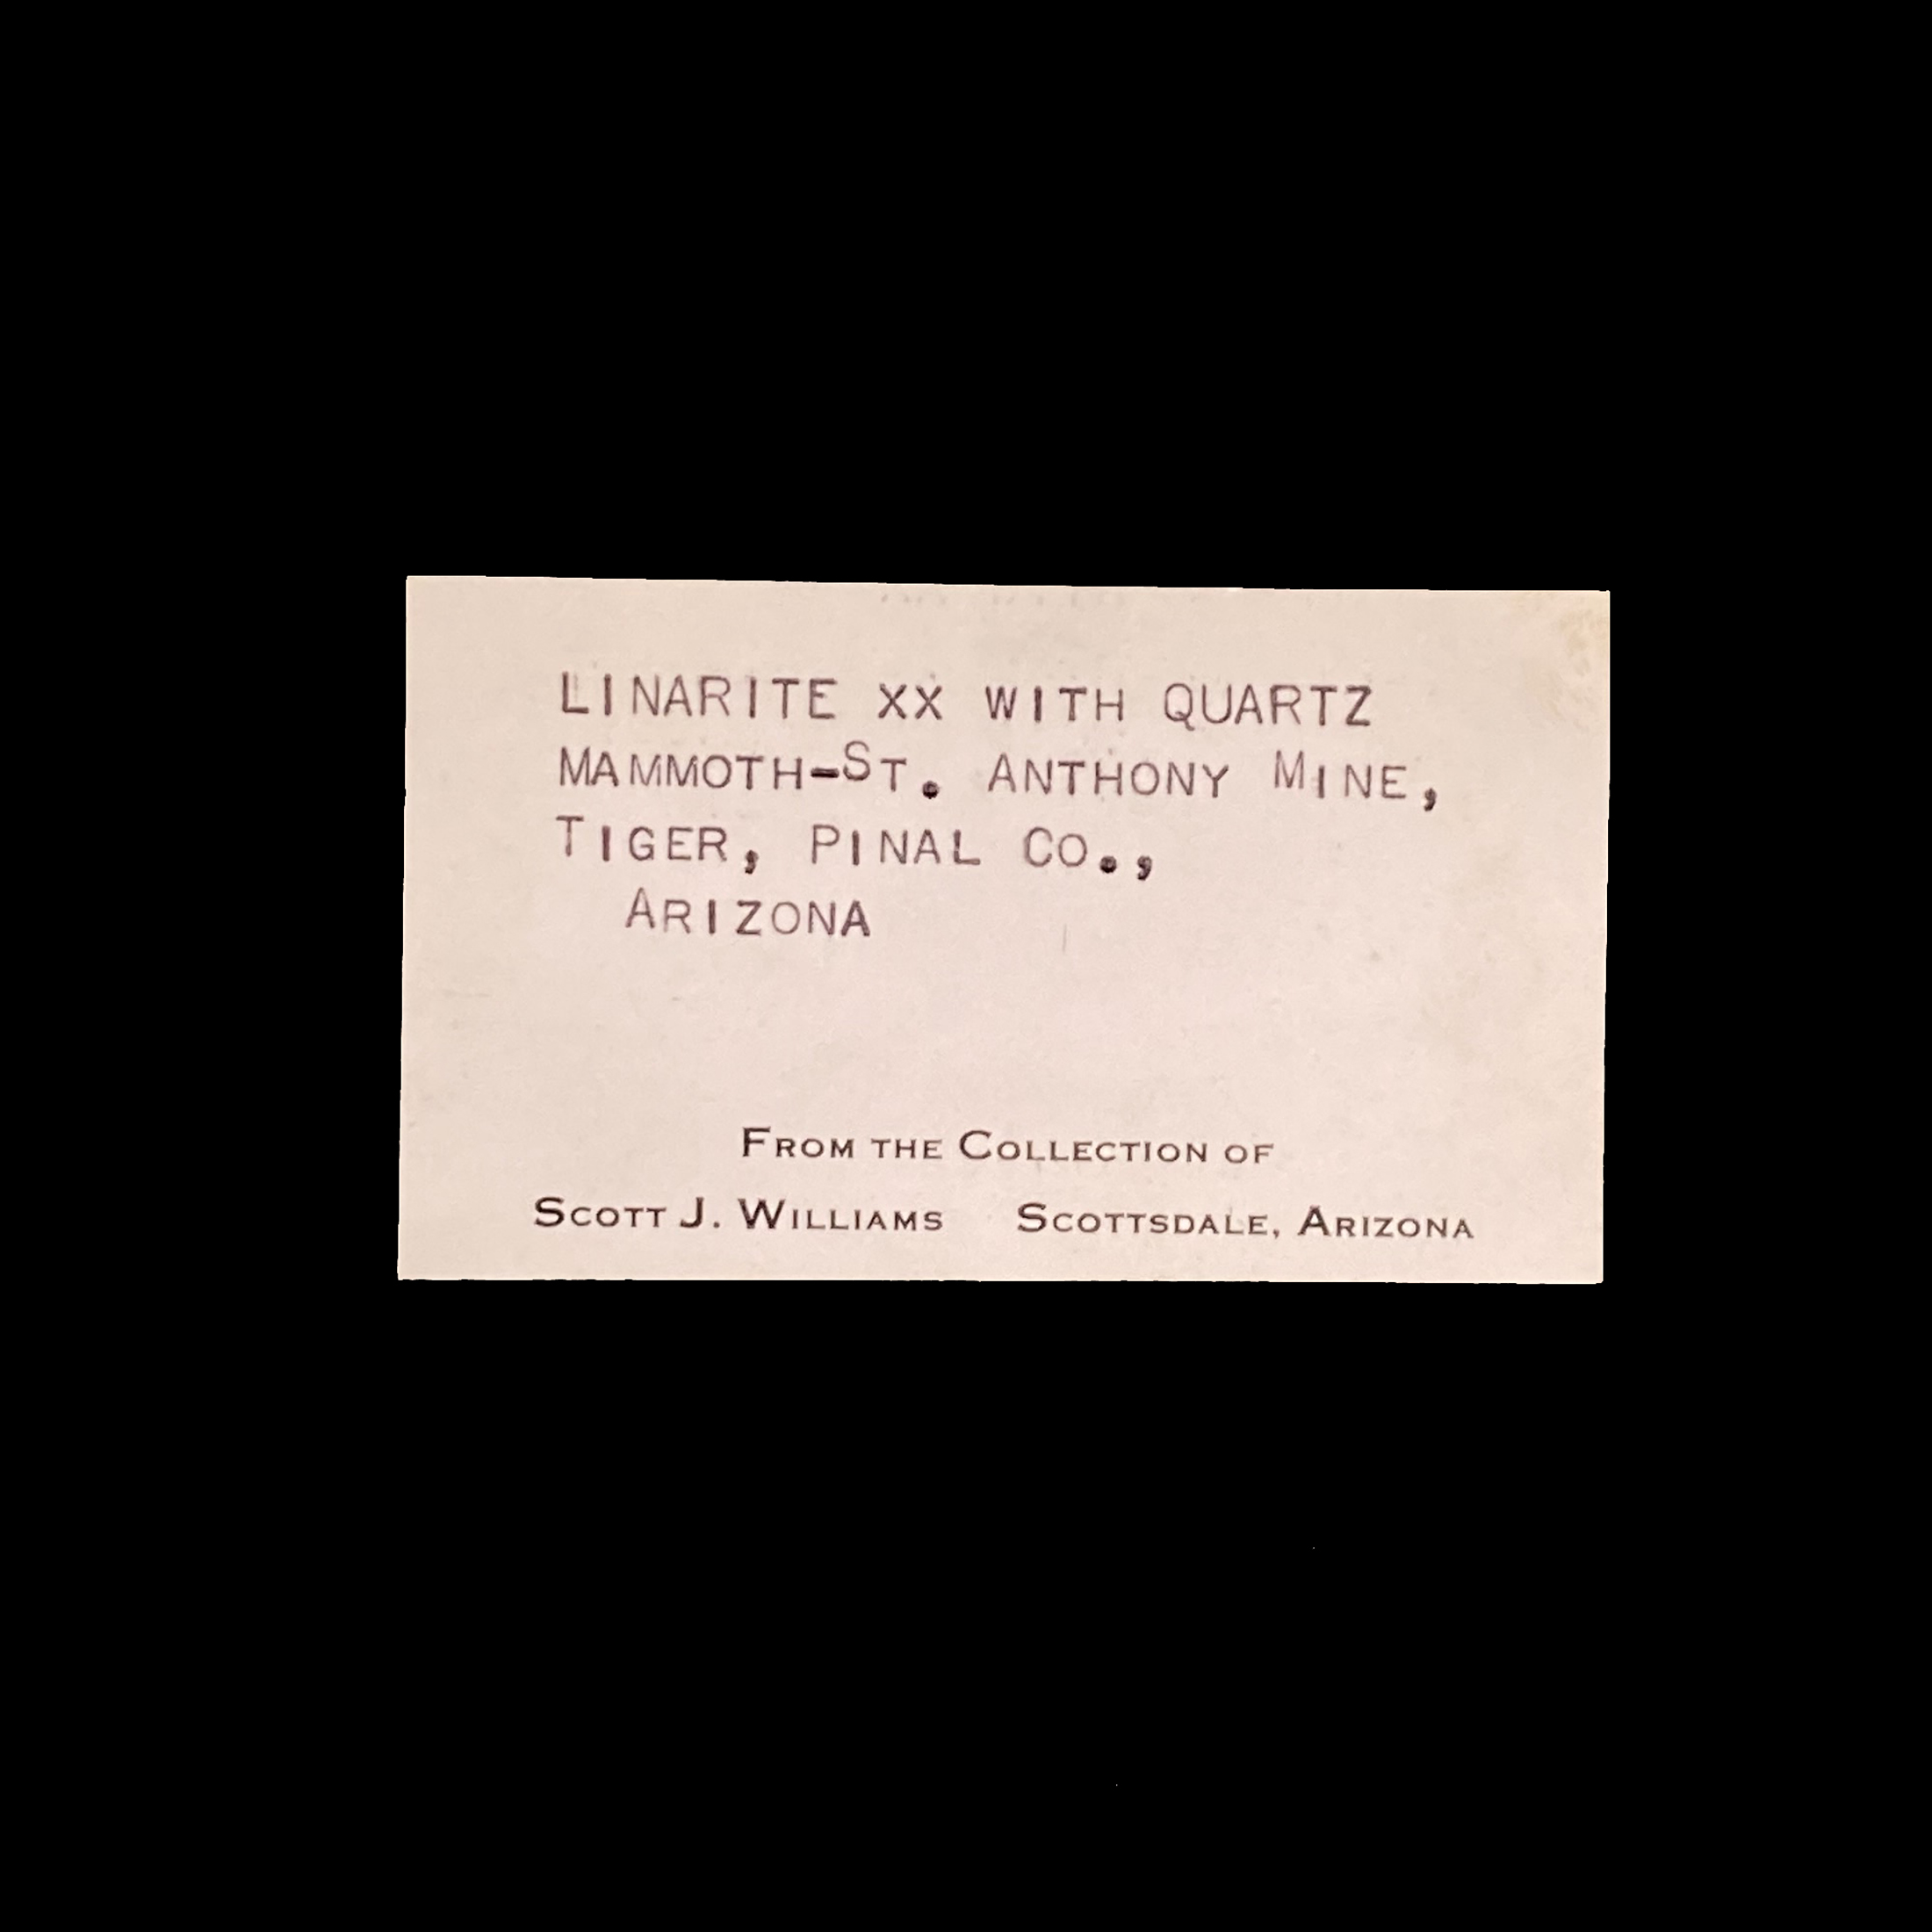 LINARITE XX WITH QUARTZ
MAMMOTH-ST. ANTHONY MINE,
TIGER, PINAL CO.,
ARIZONA
FROM THE COLLECTION OF
SCOTT J. WILLIAMS SCOTTSDALE, ARIZONA